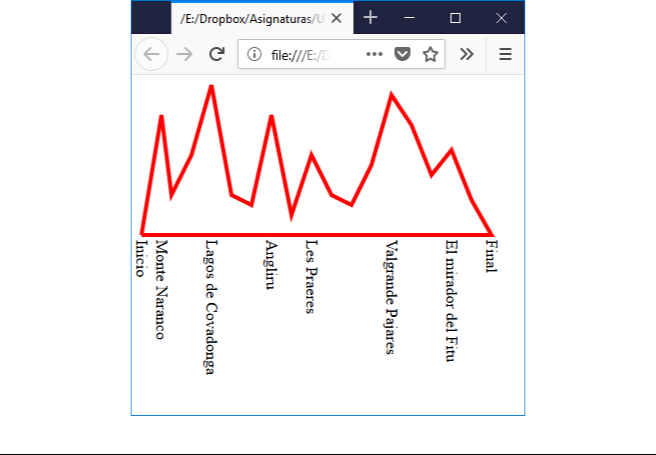 /E:/Dropbox/Asignaturas/U
file:///E:/D
Inicio
Monte Naranco
Lagos de Covadonga
Angliru
Les Praeres
Valgrande Pajares
El mirador del Fitu
Final